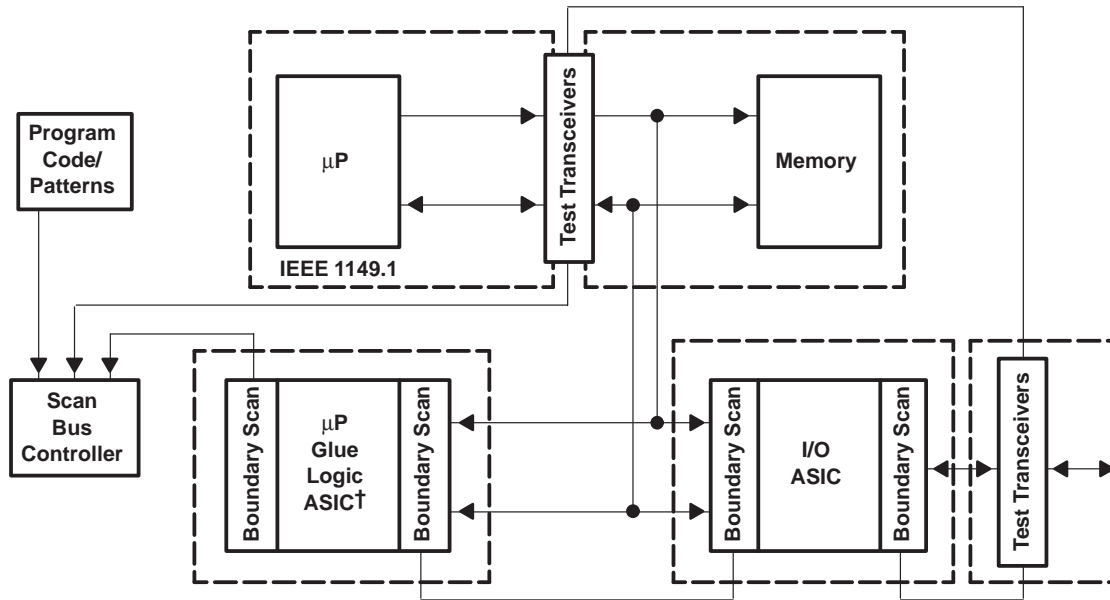 Program
Code/
Patterns
μP
IEEE 1149.1
Test Transceivers
Memory
Scan
Bus
Controller
Boundary Scan
μP
Glue
Logic
ASIC†
Boundary Scan
Boundary Scan
I/O
ASIC
Boundary Scan
Test Transceivers